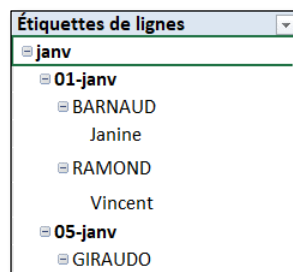 Étiquettes de lignes
janv
01-janv
BARNAUD
Janine
RAMOND
Vincent
05-janv
GIRAUDO